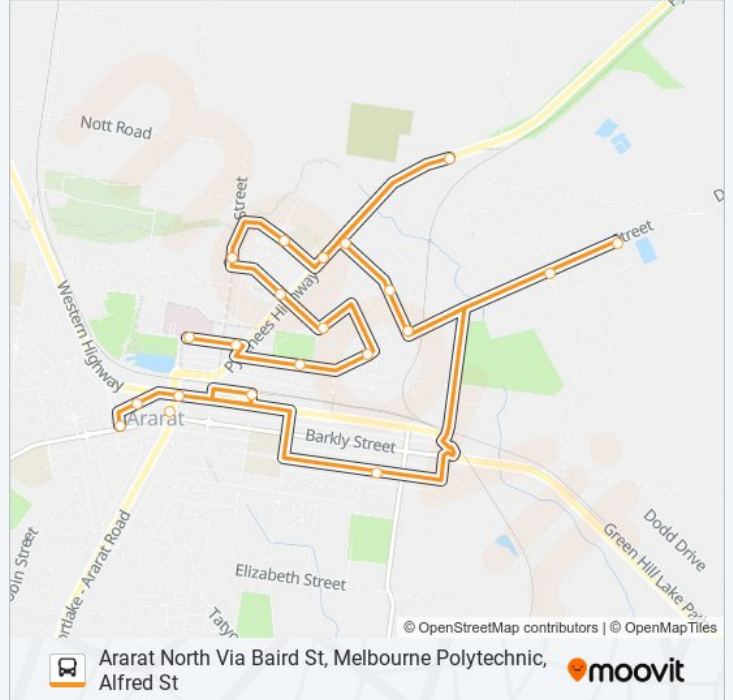 Nott Road
Street
Street
Pyrenees Highway
Western Highway
Ararat
Barkly Street
Dodd Drive
Green Hill Lake
Elizabeth Street
Ararat Road
© OpenStreetMap contributors | © OpenMapTiles
Ararat North Via Baird St, Melbourne Polytechnic,
Alfred St
moovit